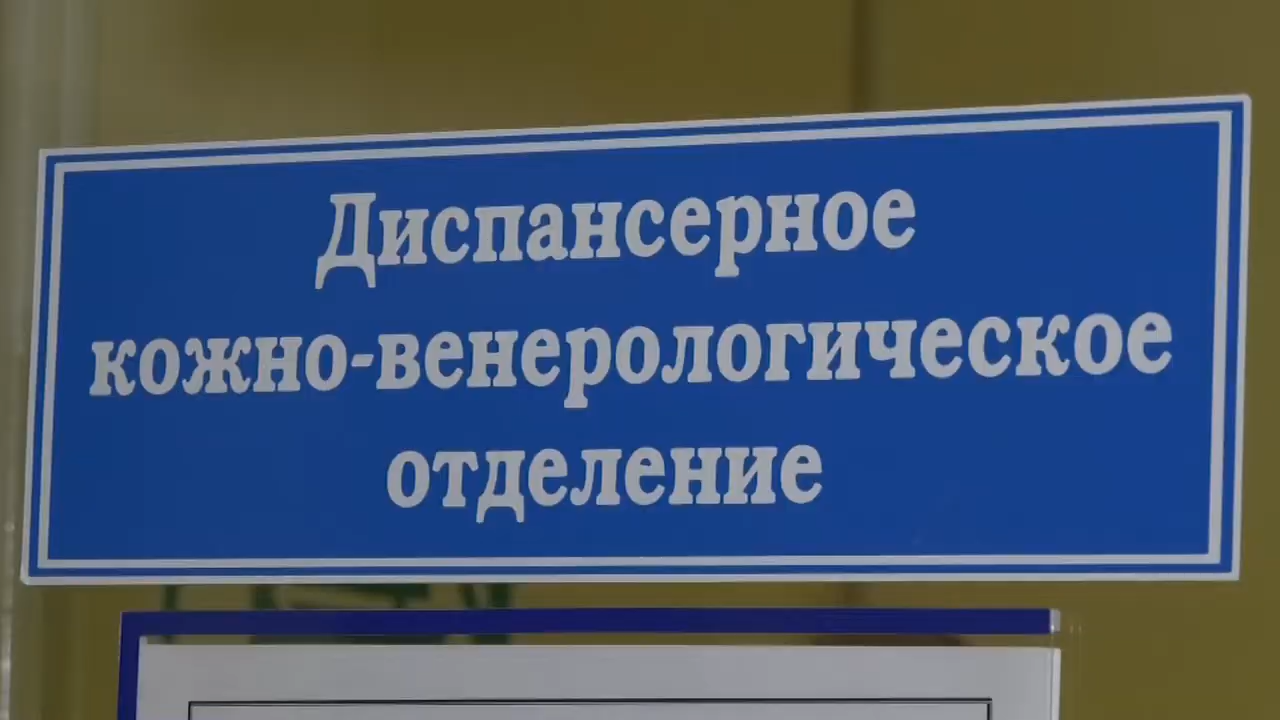 Диспансерное
кожно-венерологическое
отделение